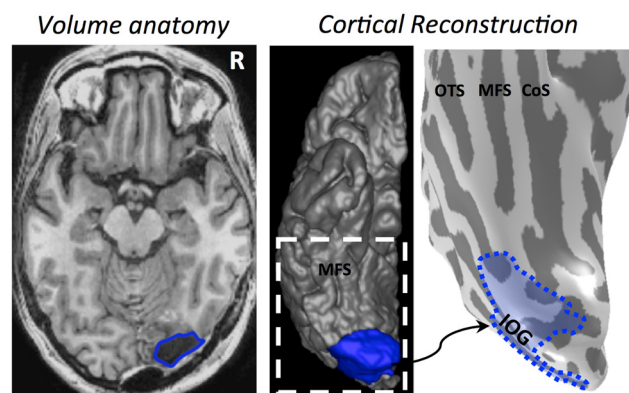 Volume anatomy
Cortical Reconstruction
R
OTS MFS CoS
MFS
IOG